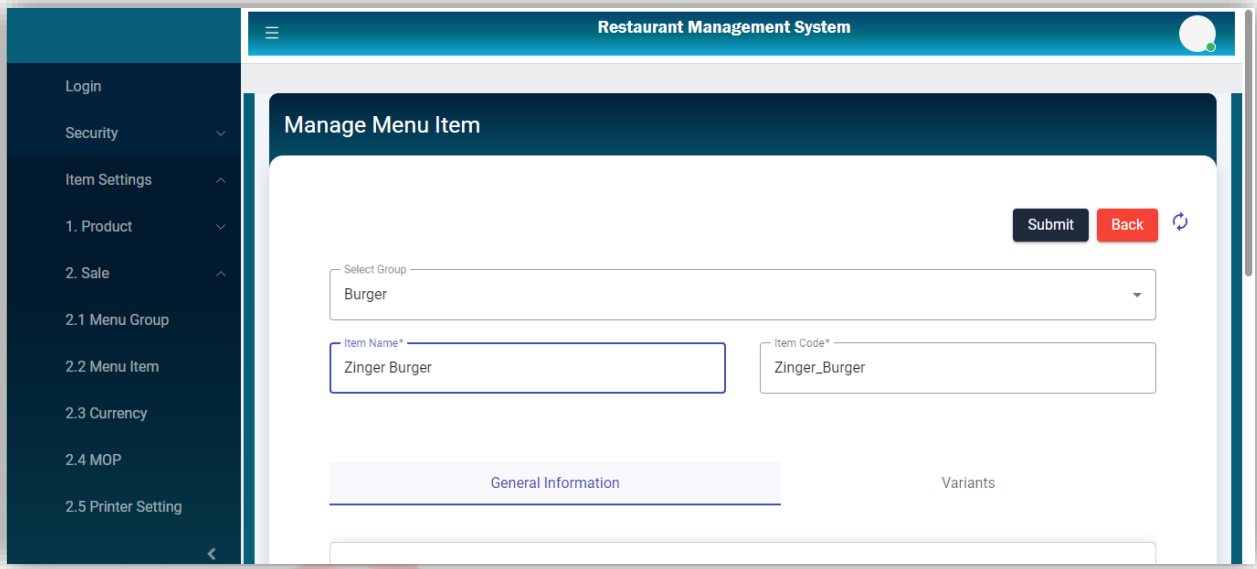 Restaurant Management System
Login
Security
Item Settings
1. Product
2. Sale
2.1 Menu Group
2.2 Menu Item
2.3 Currency
2.4 MOP
2.5 Printer Setting
Manage Menu Item
Submit Back
Select Group
Burger
Item Name* Item Code*
Zinger Burger Zinger_Burger
General Information Variants